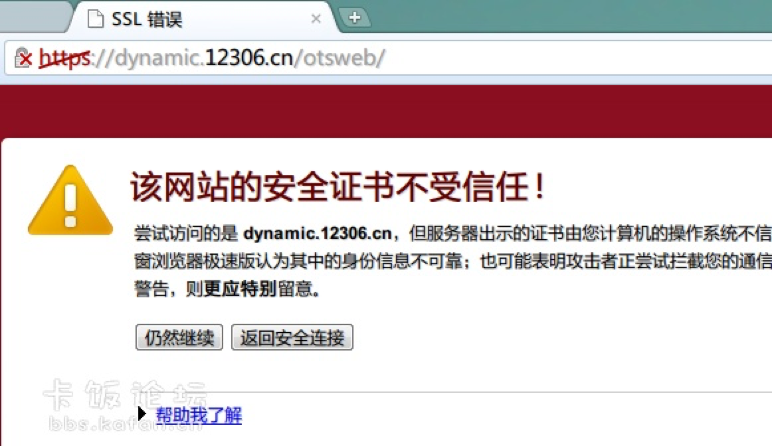 SSL 错误
https://dynamic.12306.cn/otsweb/
该网站的安全证书不受信任！
尝试访问的是 dynamic.12306.cn，但服务器出示的证书由您计算机的操作系统不信
窗浏览器极速版认为其中的身份信息不可靠；也可能表明攻击者正尝试拦截您的通信
警告，则更应特别留意。
仍然继续 返回安全连接
卡饭论坛
bbs.kafan.cn
帮助我了解